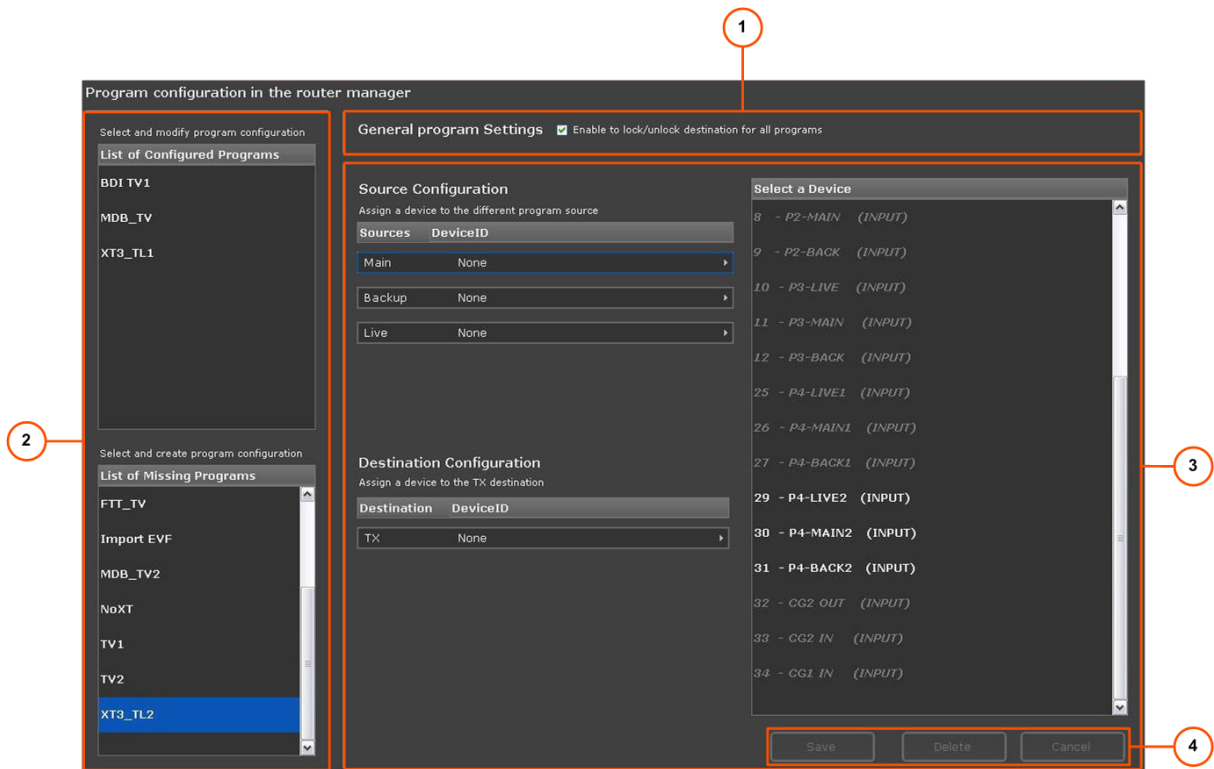 1
Program configuration in the router manager
Select and modify program configuration
List of Configured Programs
BDI TV1
MDB_TV
XT3_TL1
General program Settings Enable to lock/unlock destination for all programs
Source Configuration
Assign a device to the different program source
Sources DeviceID
Main None
Backup None
Live None
Select a Device
8 - P2-MAIN (INPUT)
9 - P2-BACK (INPUT)
10 - P3-LIVE (INPUT)
11 - P3-MAIN (INPUT)
12 - P3-BACK (INPUT)
25 - P4-LIVE1 (INPUT)
26 - P4-MAIN1 (INPUT)
27 - P4-BACK1 (INPUT)
29 - P4-LIVE2 (INPUT)
30 - P4-MAIN2 (INPUT)
31 - P4-BACK2 (INPUT)
32 - CG2 OUT (INPUT)
33 - CG2 IN (INPUT)
34 - CG1 IN (INPUT)
2
3
Select and create program configuration
List of Missing Programs
FTT_TV
Import EVF
MDB_TV2
NoXT
TV1
TV2
XT3_TL2
Destination Configuration
Assign a device to the TX destination
Destination DeviceID
TX None
Save Delete Cancel
4